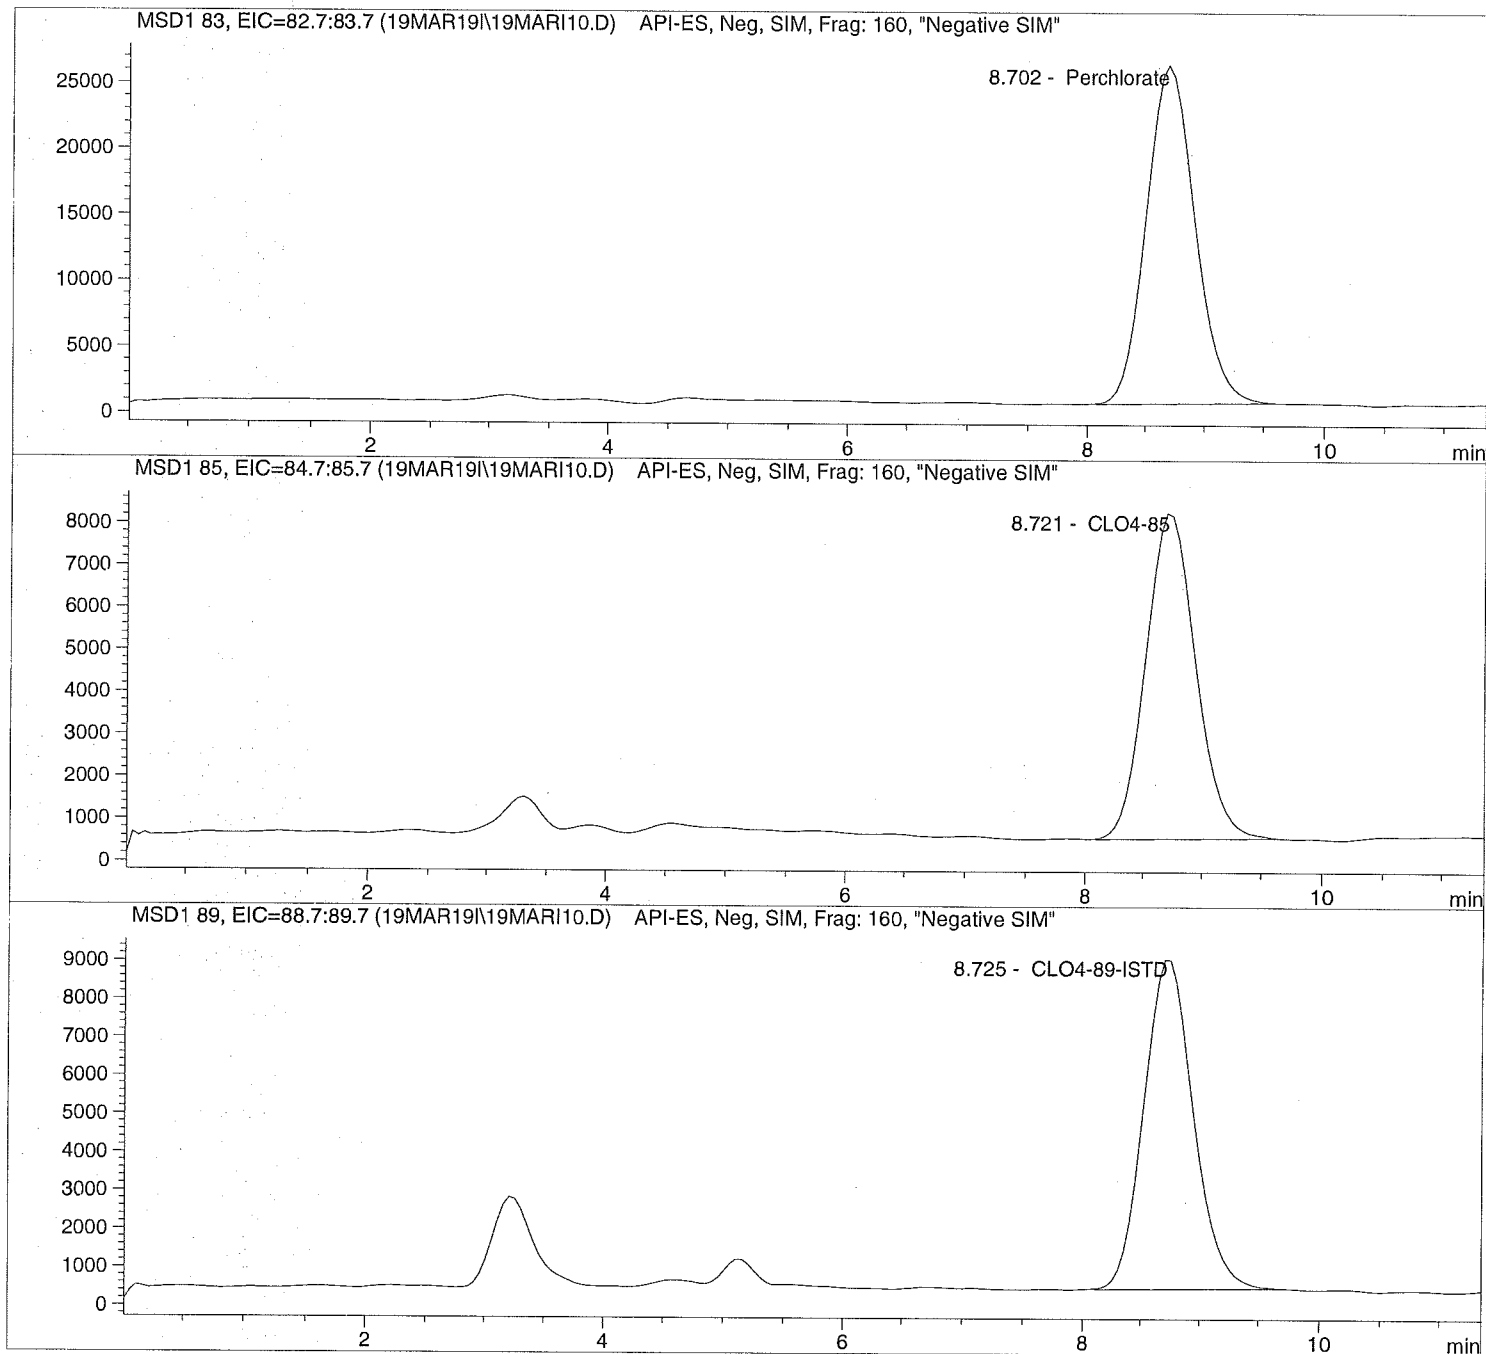 MSD1 83, EIC=82.7:83.7 (19MAR19I\19MARI10.D) API-ES, Neg, SIM, Frag: 160, "Negative SIM"
8.702 - Perchlorate
25000
20000
15000
10000
5000
0
2 4 6 8 10 min
MSD1 85, EIC=84.7:85.7 (19MAR19I\19MARI10.D) API-ES, Neg, SIM, Frag: 160, "Negative SIM"
8.721 - CLO4-85
8000
7000
6000
5000
4000
3000
2000
1000
0
2 4 6 8 10 min
MSD1 89, EIC=88.7:89.7 (19MAR19I\19MARI10.D) API-ES, Neg, SIM, Frag: 160, "Negative SIM"
8.725 - CLO4-89-ISTD
9000
8000
7000
6000
5000
4000
3000
2000
1000
0
2 4 6 8 10 min